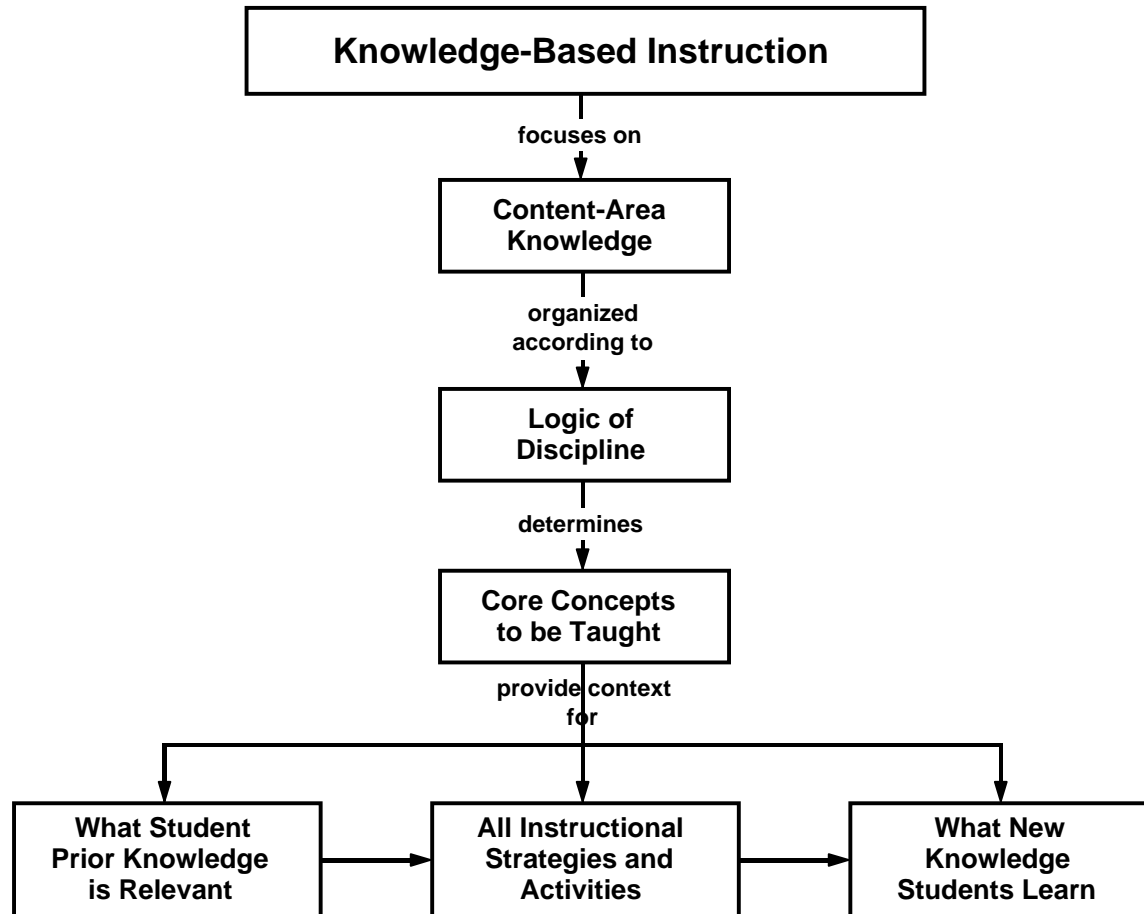 Knowledge-Based Instruction
focuses on
Content-Area
Knowledge
organized
according to
Logic of
Discipline
determines
Core Concepts
to be Taught
provide context
for
What Student
Prior Knowledge
is Relevant
All Instructional
Strategies and
Activities
What New
Knowledge
Students Learn